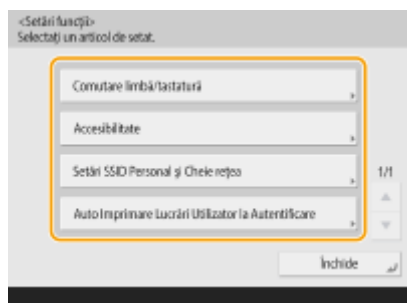 <Setări funcții>
Selectați un articol de setat.
Comutare limbă/tastatură
Accesibilitate
Setări SSID Personal și Cheie rețea
1/1
Auto Imprimare Lucrări Utilizator la Autentificare
Închide